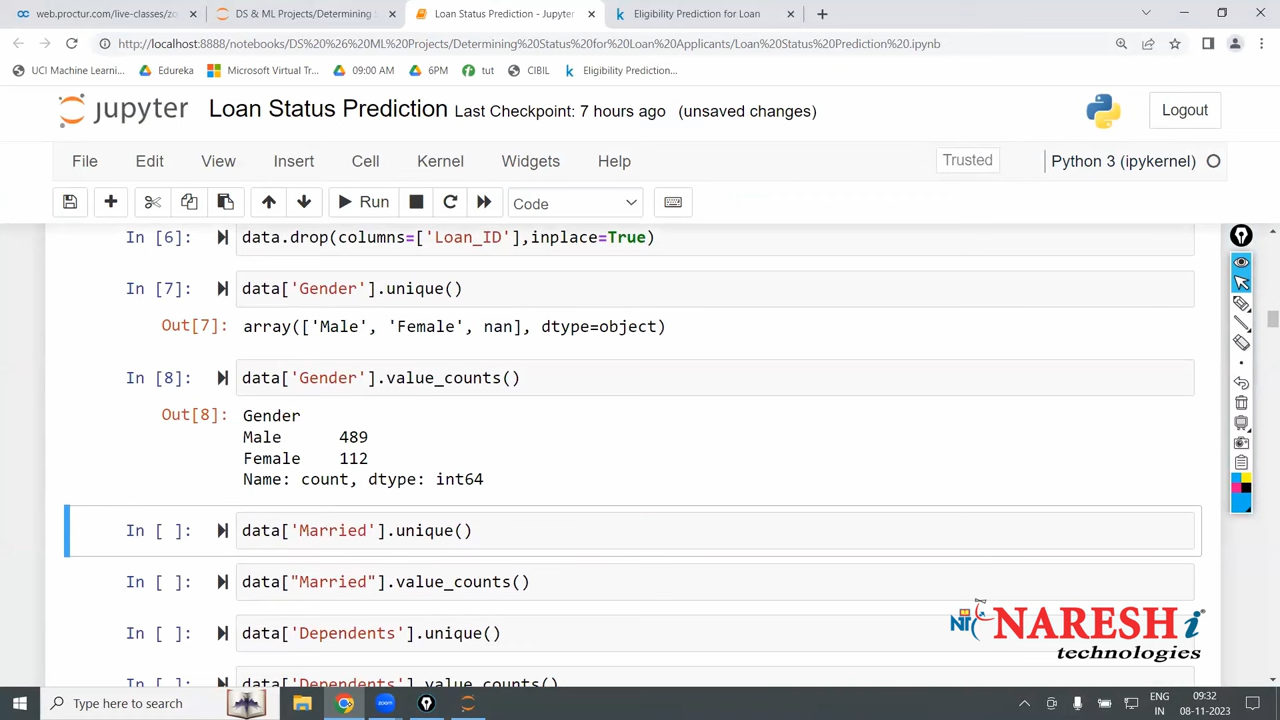 web.proctur.com/live-classes/zo
DS & ML Projects/Determining
Loan Status Prediction - Jupyter
Eligibility Prediction for Loan
http://localhost:8888/notebooks/DS%20%26%20ML%20Projects/Determining%20Status%20for%20Loan%20Applicants/Loan%20Status%20Prediction%20.ipynb
UCI Machine Learni...
Edureka
Microsoft Virtual Tr...
09:00 AM
6PM
tut
CIBIL
Eligibility Prediction...
jupyter Loan Status Prediction Last Checkpoint: 7 hours ago (unsaved changes)
Logout
File Edit View Insert Cell Kernel Widgets Help
Trusted
Python 3 (ipykernel)
Run
Code
In [6]: data.drop(columns=['Loan_ID'],inplace=True)
In [7]: data['Gender'].unique()
Out[7]: array(['Male', 'Female', nan], dtype=object)
In [8]: data['Gender'].value_counts()
Out[8]: Gender
Male 489
Female 112
Name: count, dtype: int64
In [ ]: data['Married'].unique()
In [ ]: data["Married"].value_counts()
In [ ]: data['Dependents'].unique()
data['Dependents'].value_counts()
NARESH i
technologies
Type here to search
ENG
IN
09:32
08-11-2023